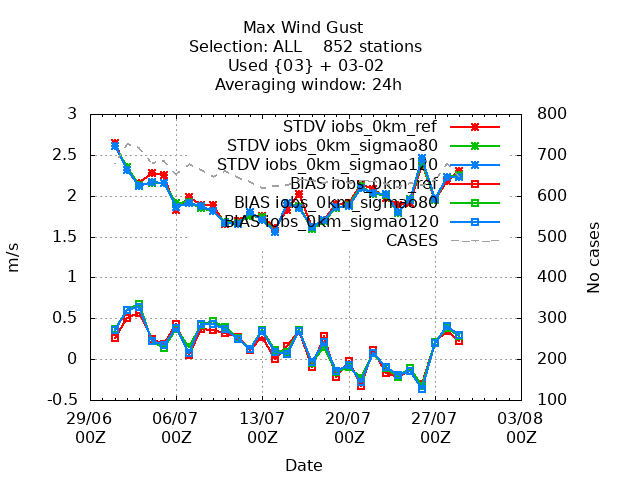 Max Wind Gust
Selection: ALL    852 stations
Used {03} + 03-02
Averaging window: 24h
3
2.5
2
1.5
1
0.5
0
-0.5
m/s
800
700
600
500
400
300
200
100
No cases
STDV iobs_0km_ref
STDV iobs_0km_sigmao80
STDV iobs_0km_sigmao120
BIAS iobs_0km_ref
BIAS iobs_0km_sigmao80
BIAS iobs_0km_sigmao120
CASES
29/06 06/07 13/07 20/07 27/07 03/08
00Z 00Z 00Z 00Z 00Z 00Z
Date